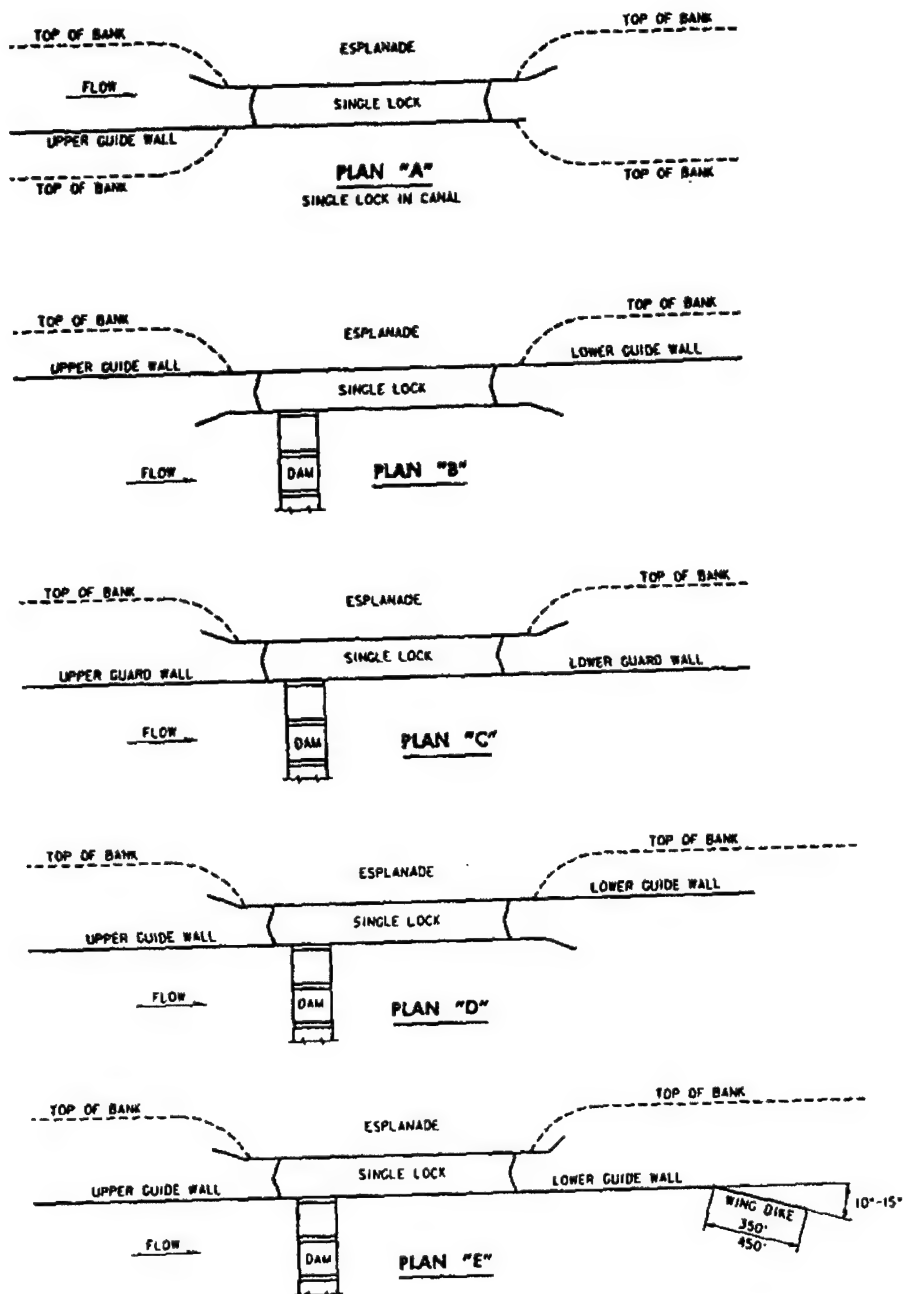 TOP OF BANK
ESPLANADE
TOP OF BANK
FLOW
SINGLE LOCK
UPPER GUIDE WALL
PLAN "A"
TOP OF BANK
TOP OF BANK
SINGLE LOCK IN CANAL
TOP OF BANK
TOP OF BANK
ESPLANADE
UPPER GUIDE WALL
LOWER GUIDE WALL
SINGLE LOCK
FLOW
DAM
PLAN "B"
TOP OF BANK
TOP OF BANK
ESPLANADE
SINGLE LOCK
UPPER GUARD WALL
LOWER GUARD WALL
FLOW
DAM
PLAN "C"
TOP OF BANK
TOP OF BANK
ESPLANADE
LOWER GUIDE WALL
SINGLE LOCK
UPPER GUIDE WALL
FLOW
DAM
PLAN "D"
TOP OF BANK
TOP OF BANK
ESPLANADE
SINGLE LOCK
UPPER GUIDE WALL
LOWER GUIDE WALL
WING DIKE
10°-15°
350'
450'
FLOW
DAM
PLAN "E"